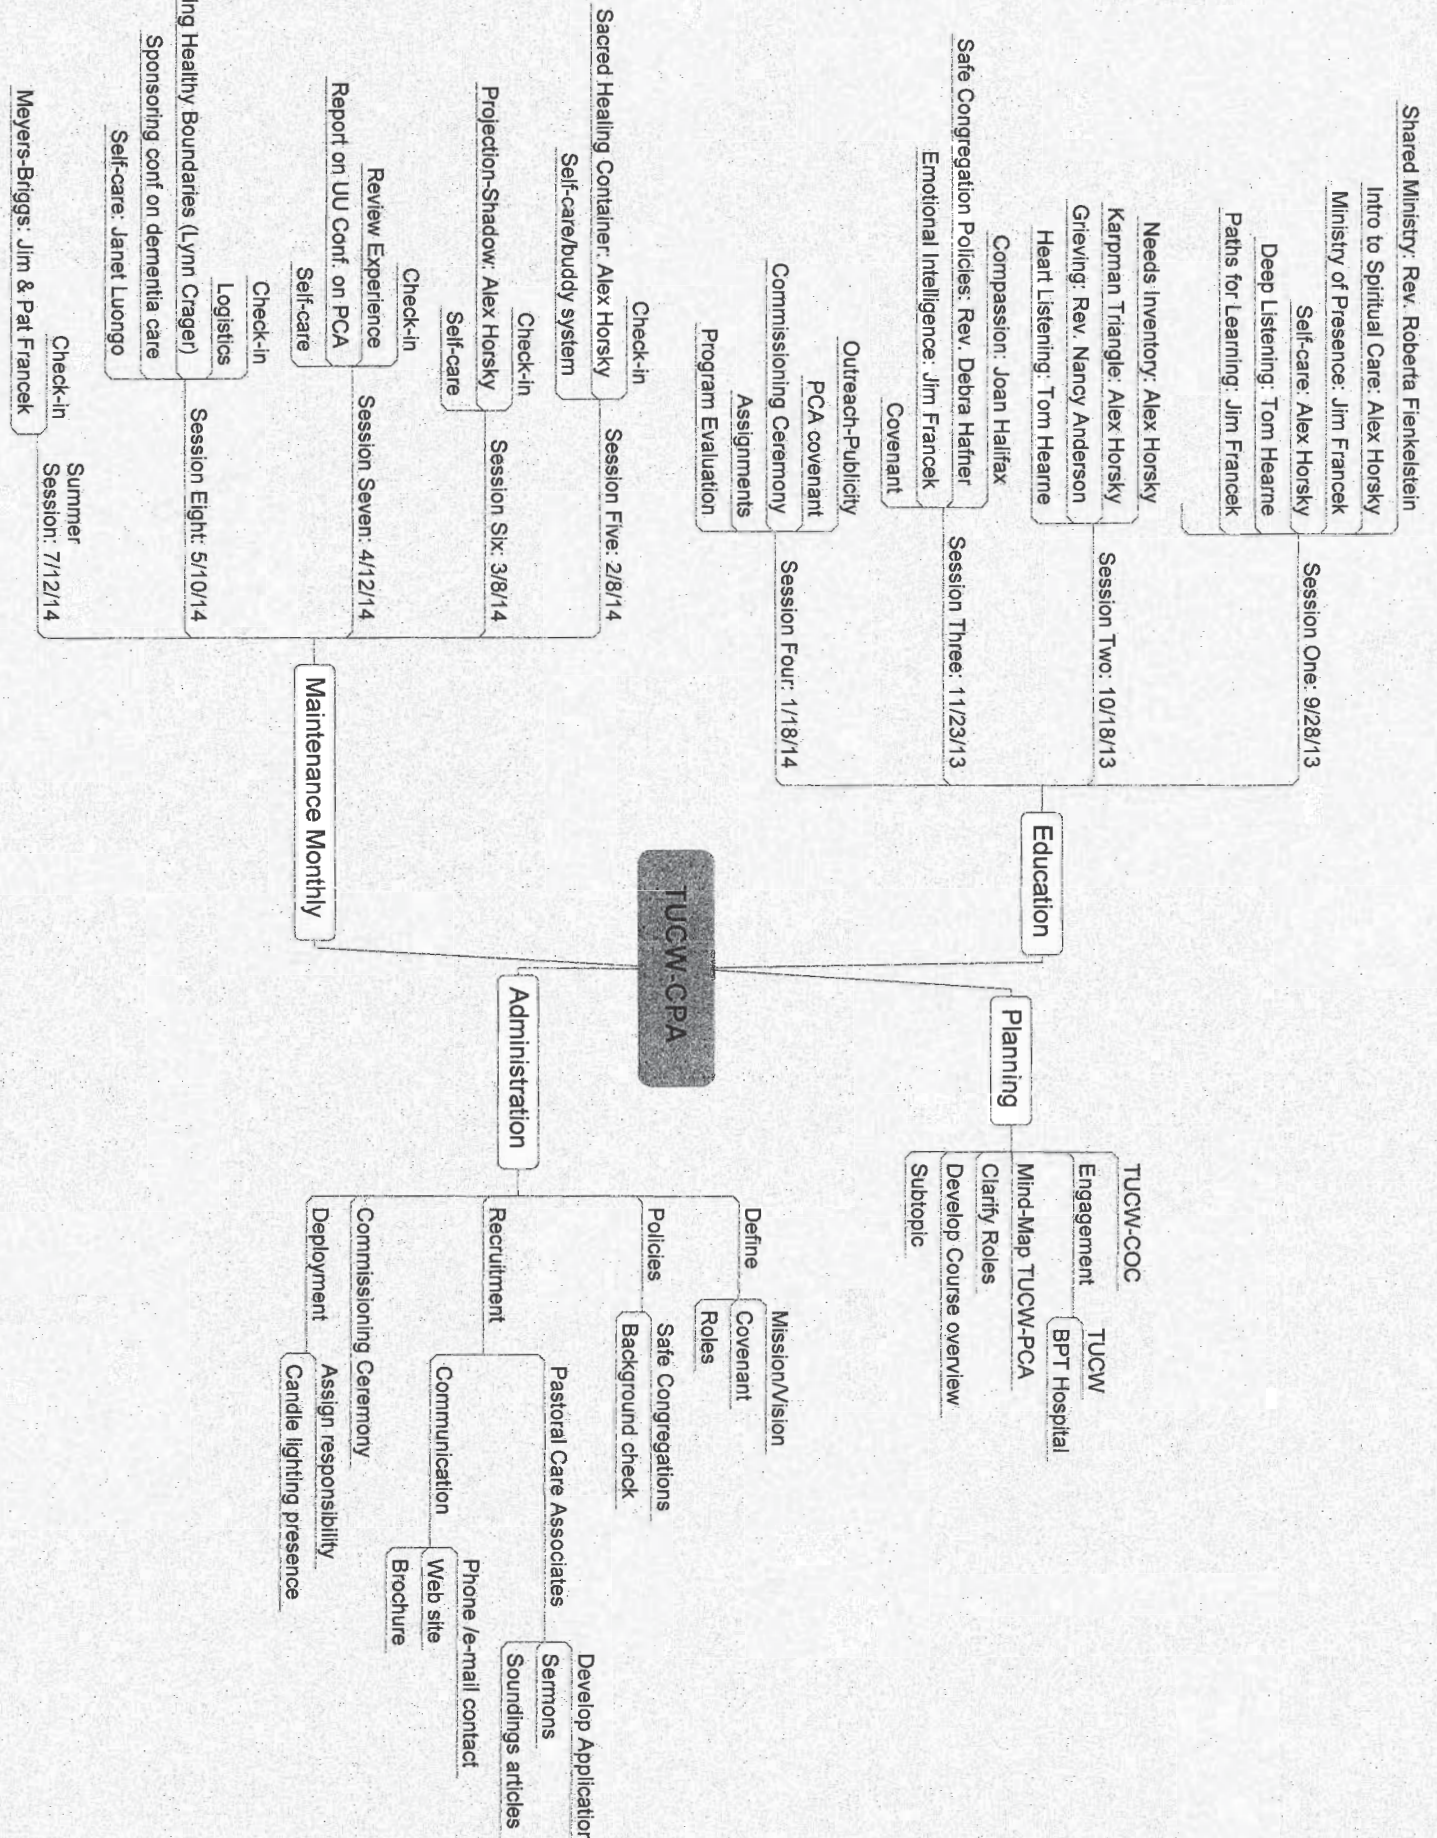 TUCW-CPA
Education
Session One: 9/28/13
Shared Ministry: Rev. Roberta Fienkelstein
Intro to Spiritual Care: Alex Horsky
Ministry of Presence: Jim Francek
Self-care: Alex Horsky
Deep Listening: Tom Hearne
Paths for Learning: Jim Francek
Session Two: 10/18/13
Needs Inventory: Alex Horsky
Karpman Triangle: Alex Horsky
Grieving: Rev. Nancy Anderson
Heart Listening: Tom Hearne
Session Three: 11/23/13
Compassion: Joan Halifax
Safe Congregation Policies: Rev. Debra Hafner
Emotional Intelligence: Jim Francek
Covenant
Session Four: 1/18/14
Outreach-Publicity
PCA covenant
Commissioning Ceremony
Assignments
Program Evaluation
Maintenance Monthly
Session Five: 2/8/14
Check-in
Sacred Healing Container: Alex Horsky
Self-care/buddy system
Session Six: 3/8/14
Check-in
Projection-Shadow: Alex Horsky
Self-care
Session Seven: 4/12/14
Check-in
Review Experience
Report on UU Conf. on PCA
Self-care
Session Eight: 5/10/14
Check-in
Logistics
ng Healthy Boundaries (Lynn Crager)
Sponsoring conf on dementia care
Self-care: Janet Luongo
Summer
Session: 7/12/14
Check-in
Meyers-Briggs: Jim & Pat Francek
Planning
TUCW-COC
Engagement
TUCW
BPT Hospital
Mind-Map TUCW-PCA
Clarify Roles
Develop Course overview
Subtopic
Administration
Define
Mission/Vision
Covenant
Roles
Policies
Safe Congregations
Background check
Recruitment
Pastoral Care Associates
Develop Application
Sermons
Soundings articles
Communication
Phone /e-mail contact
Web site
Brochure
Commissioning Ceremony
Deployment
Assign responsibility
Candle lighting presence